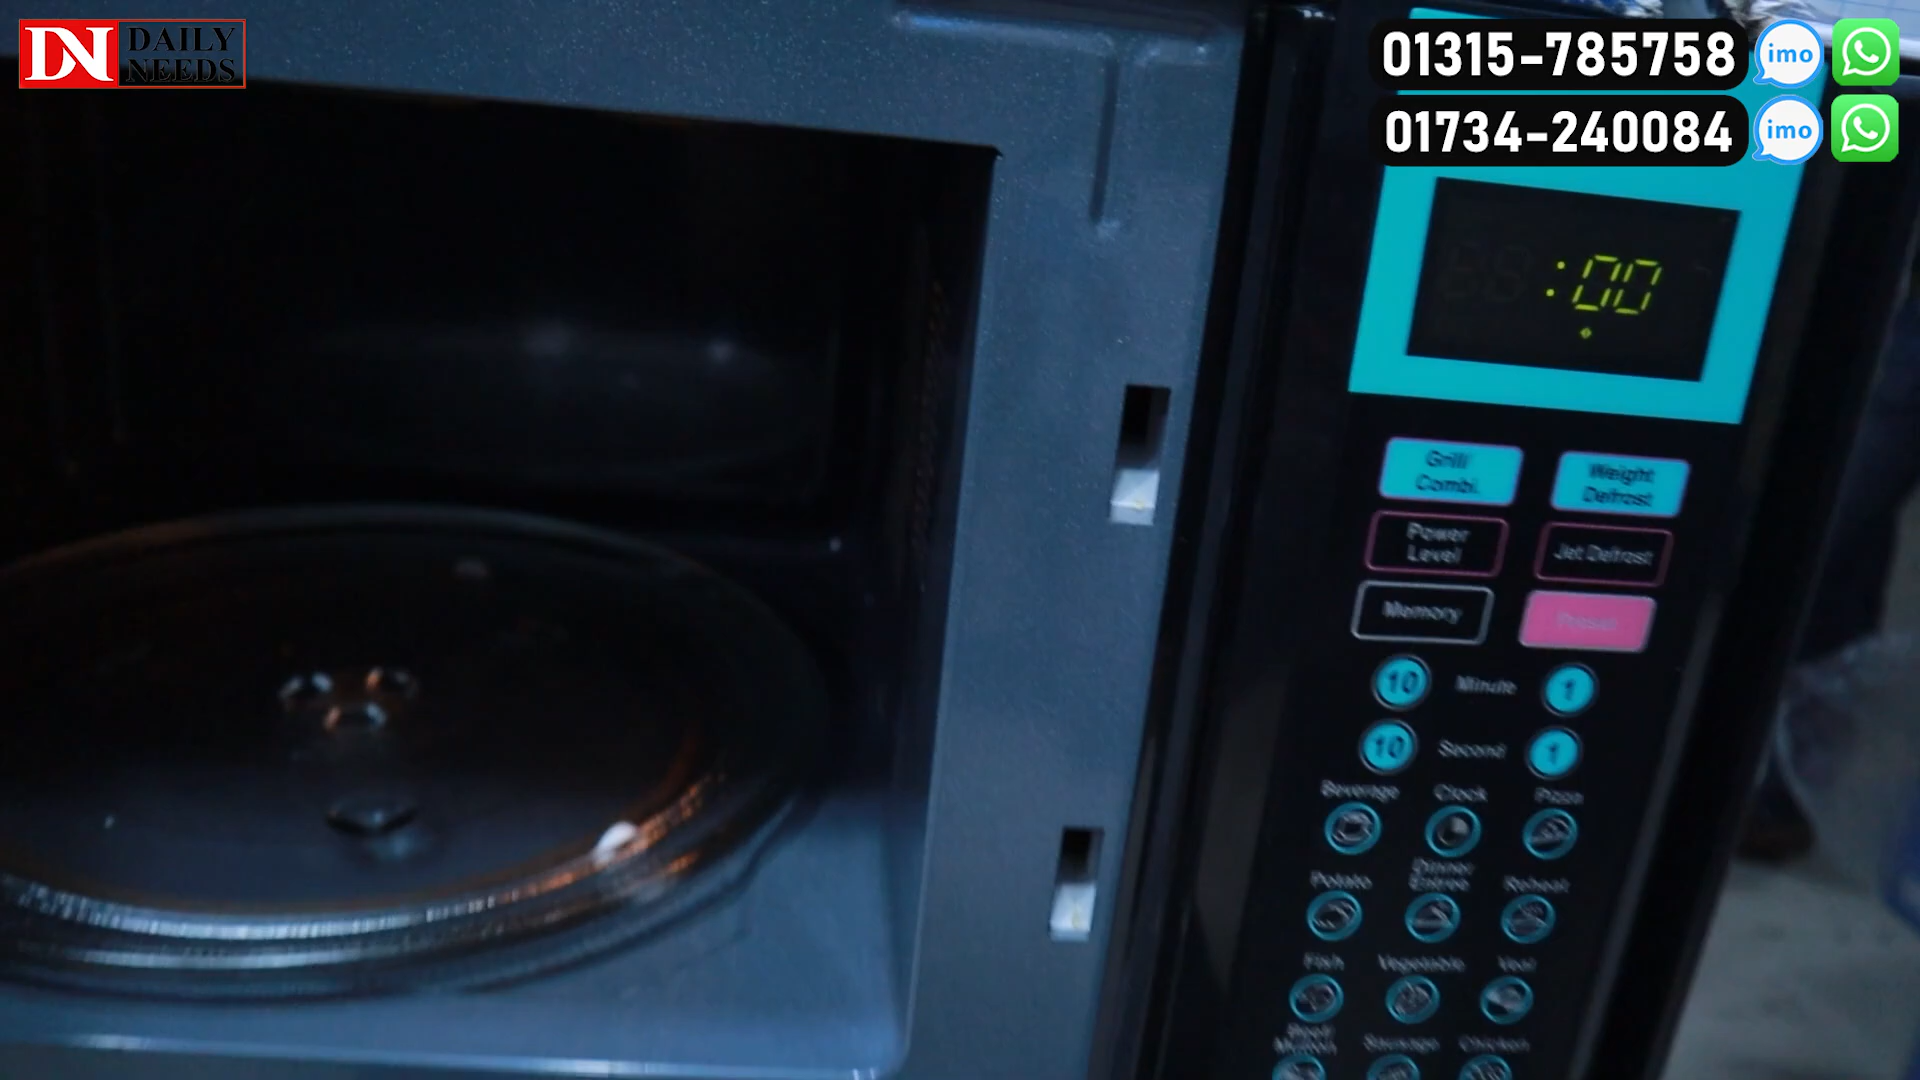 DN DAILY NEEDS
01315-785758 imo
01734-240084 imo
:00
Grill/ Combi.
Weight Defrost
Power Level
Jet Defrost
Memory
Preset
10 Minute 1
10 Second 1
Beverage Clock Pizza
Potato Dinner Entree Reheat
Fish Vegetable Veal
Sausage Chicken